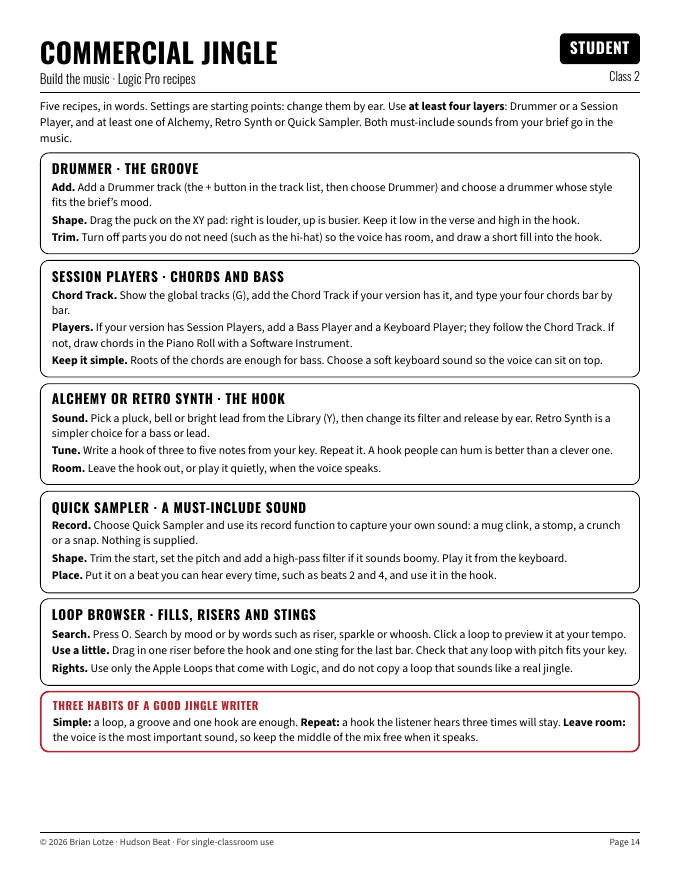 COMMERCIAL JINGLE
STUDENT
Build the music · Logic Pro recipes
Class 2
Five recipes, in words. Settings are starting points: change them by ear. Use at least four layers: Drummer or a Session
Player, and at least one of Alchemy, Retro Synth or Quick Sampler. Both must-include sounds from your brief go in the
music.
DRUMMER · THE GROOVE
Add. Add a Drummer track (the + button in the track list, then choose Drummer) and choose a drummer whose style
fits the brief’s mood.
Shape. Drag the puck on the XY pad: right is louder, up is busier. Keep it low in the verse and high in the hook.
Trim. Turn off parts you do not need (such as the hi-hat) so the voice has room, and draw a short fill into the hook.
SESSION PLAYERS · CHORDS AND BASS
Chord Track. Show the global tracks (G), add the Chord Track if your version has it, and type your four chords bar by
bar.
Players. If your version has Session Players, add a Bass Player and a Keyboard Player; they follow the Chord Track. If
not, draw chords in the Piano Roll with a Software Instrument.
Keep it simple. Roots of the chords are enough for bass. Choose a soft keyboard sound so the voice can sit on top.
ALCHEMY OR RETRO SYNTH · THE HOOK
Sound. Pick a pluck, bell or bright lead from the Library (Y), then change its filter and release by ear. Retro Synth is a
simpler choice for a bass or lead.
Tune. Write a hook of three to five notes from your key. Repeat it. A hook people can hum is better than a clever one.
Room. Leave the hook out, or play it quietly, when the voice speaks.
QUICK SAMPLER · A MUST-INCLUDE SOUND
Record. Choose Quick Sampler and use its record function to capture your own sound: a mug clink, a stomp, a crunch
or a snap. Nothing is supplied.
Shape. Trim the start, set the pitch and add a high-pass filter if it sounds boomy. Play it from the keyboard.
Place. Put it on a beat you can hear every time, such as beats 2 and 4, and use it in the hook.
LOOP BROWSER · FILLS, RISERS AND STINGS
Search. Press O. Search by mood or by words such as riser, sparkle or whoosh. Click a loop to preview it at your tempo.
Use a little. Drag in one riser before the hook and one sting for the last bar. Check that any loop with pitch fits your key.
Rights. Use only the Apple Loops that come with Logic, and do not copy a loop that sounds like a real jingle.
THREE HABITS OF A GOOD JINGLE WRITER
Simple: a loop, a groove and one hook are enough. Repeat: a hook the listener hears three times will stay. Leave room:
the voice is the most important sound, so keep the middle of the mix free when it speaks.
© 2026 Brian Lotze · Hudson Beat · For single-classroom use
Page 14